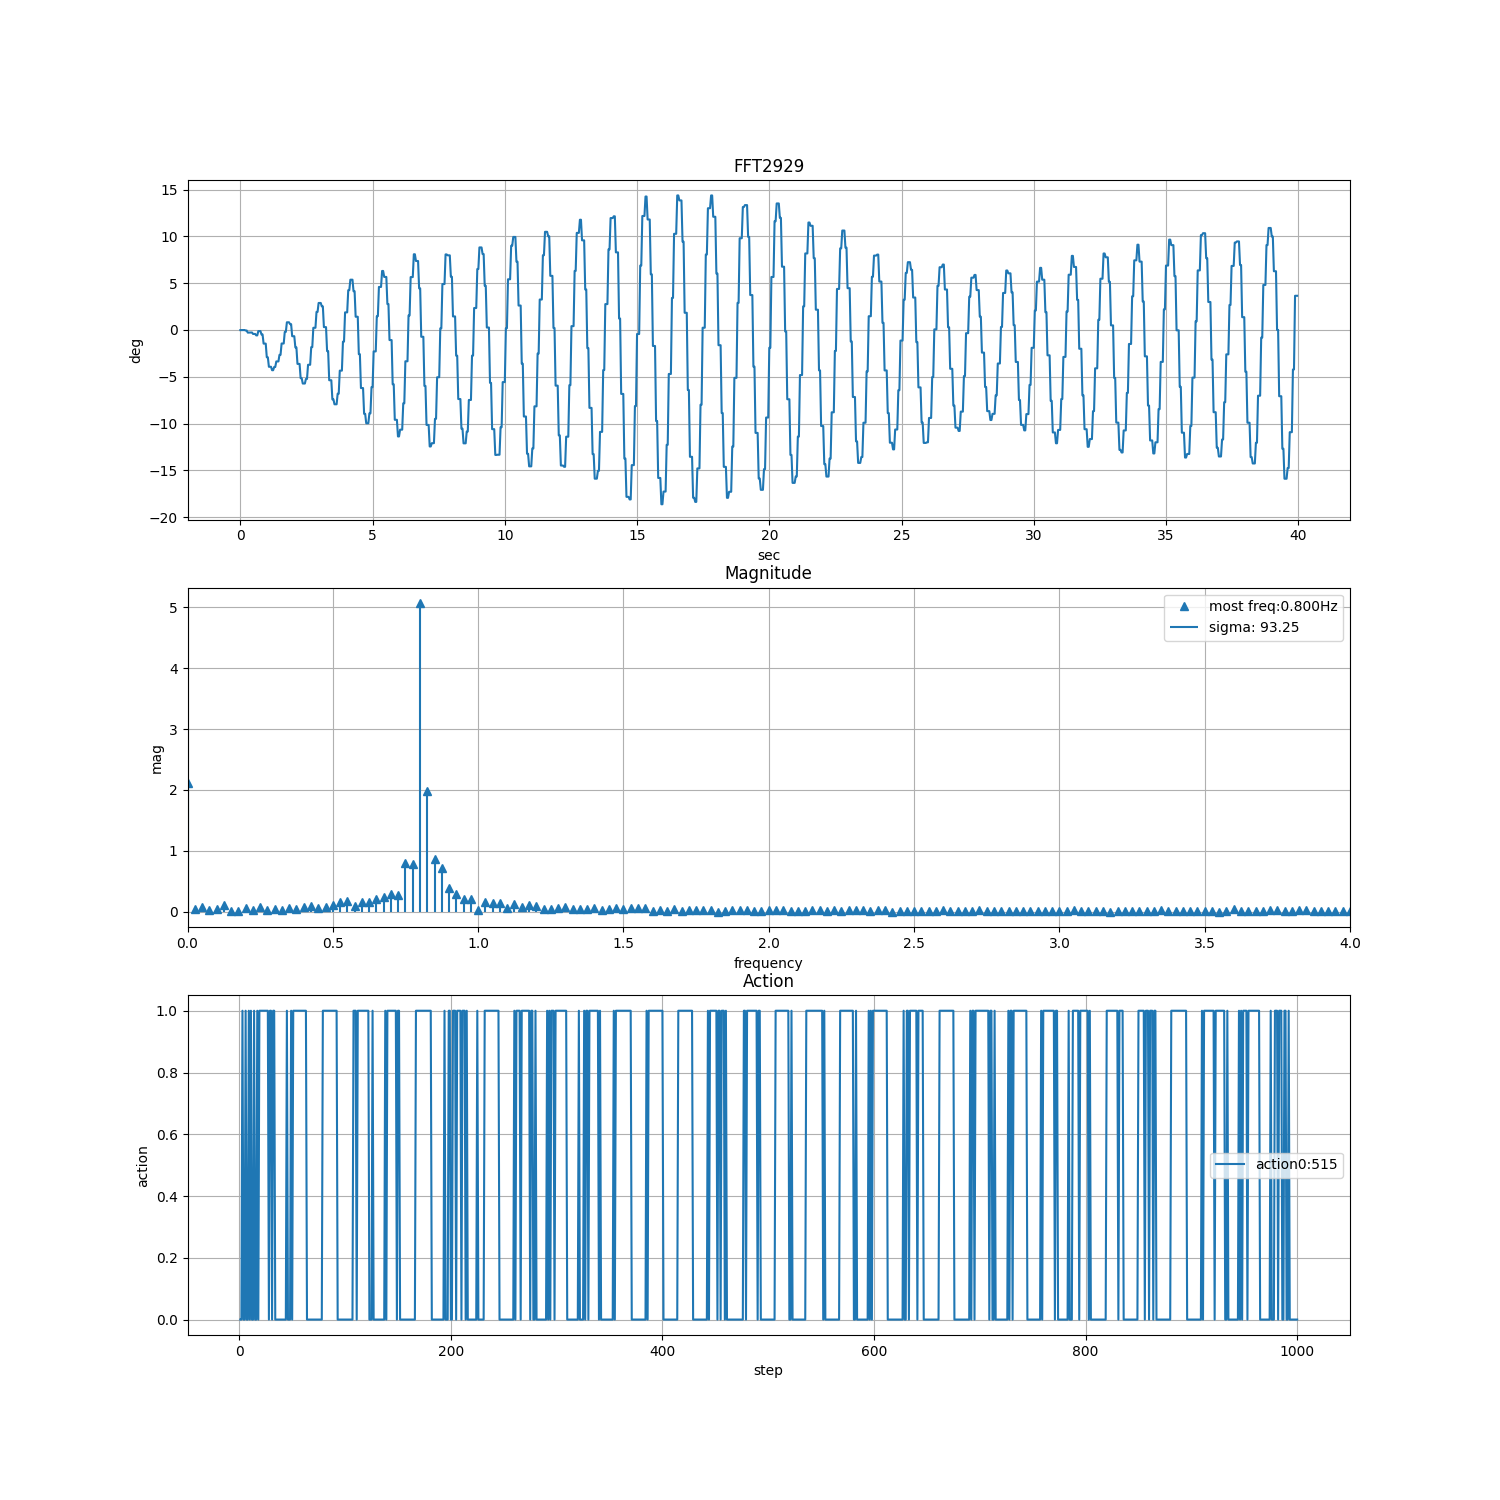 FFT2929
15
10
5
0
−5
−10
−15
−20
deg
0 5 10 15 20 25 30 35 40
sec
Magnitude
5
4
3
2
1
0
mag
most freq:0.800Hz
sigma: 93.25
0.0 0.5 1.0 1.5 2.0 2.5 3.0 3.5 4.0
frequency
Action
1.0
0.8
0.6
0.4
0.2
0.0
action
action0:515
0 200 400 600 800 1000
step